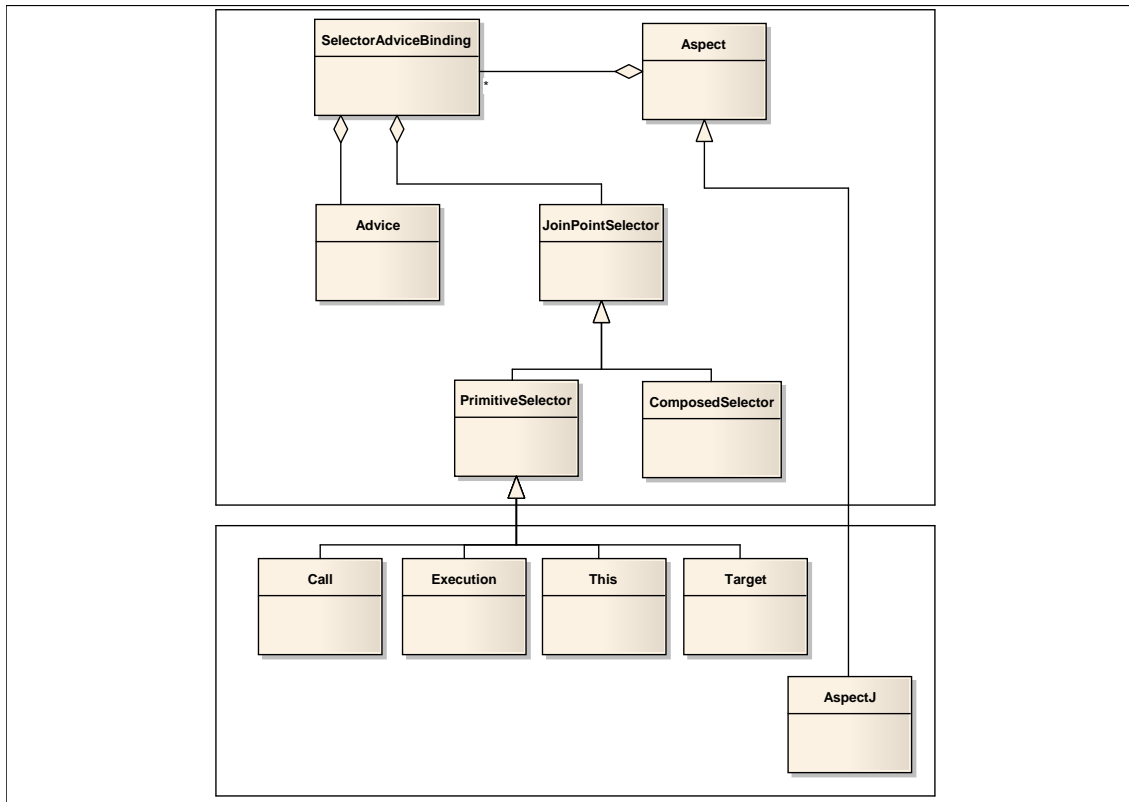 SelectorAdviceBinding
Aspect
*
Advice
JoinPointSelector
PrimitiveSelector
ComposedSelector
Call
Execution
This
Target
AspectJ